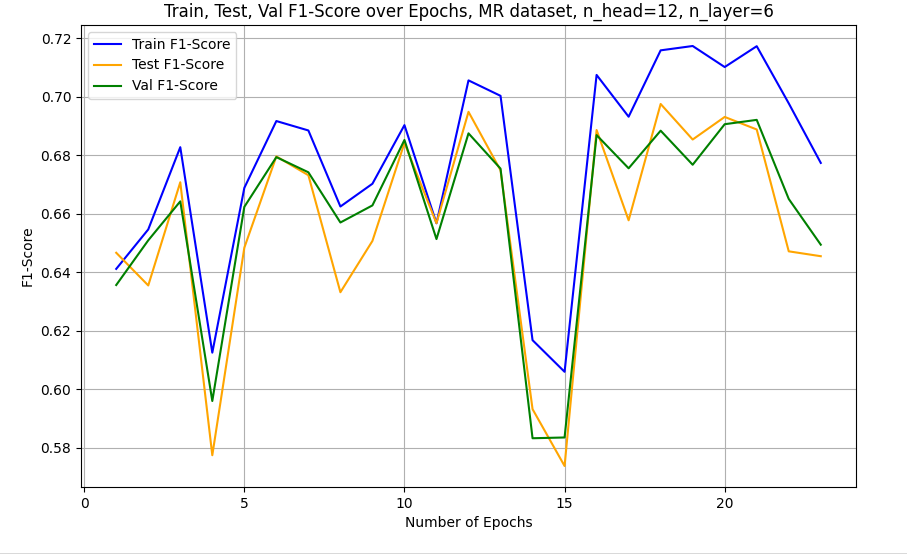 Train, Test, Val F1-Score over Epochs, MR dataset, n_head=12, n_layer=6
Train F1-Score
Test F1-Score
Val F1-Score
0.72
0.70
0.68
0.66
0.64
0.62
0.60
0.58
F1-Score
0
5
10
15
20
Number of Epochs